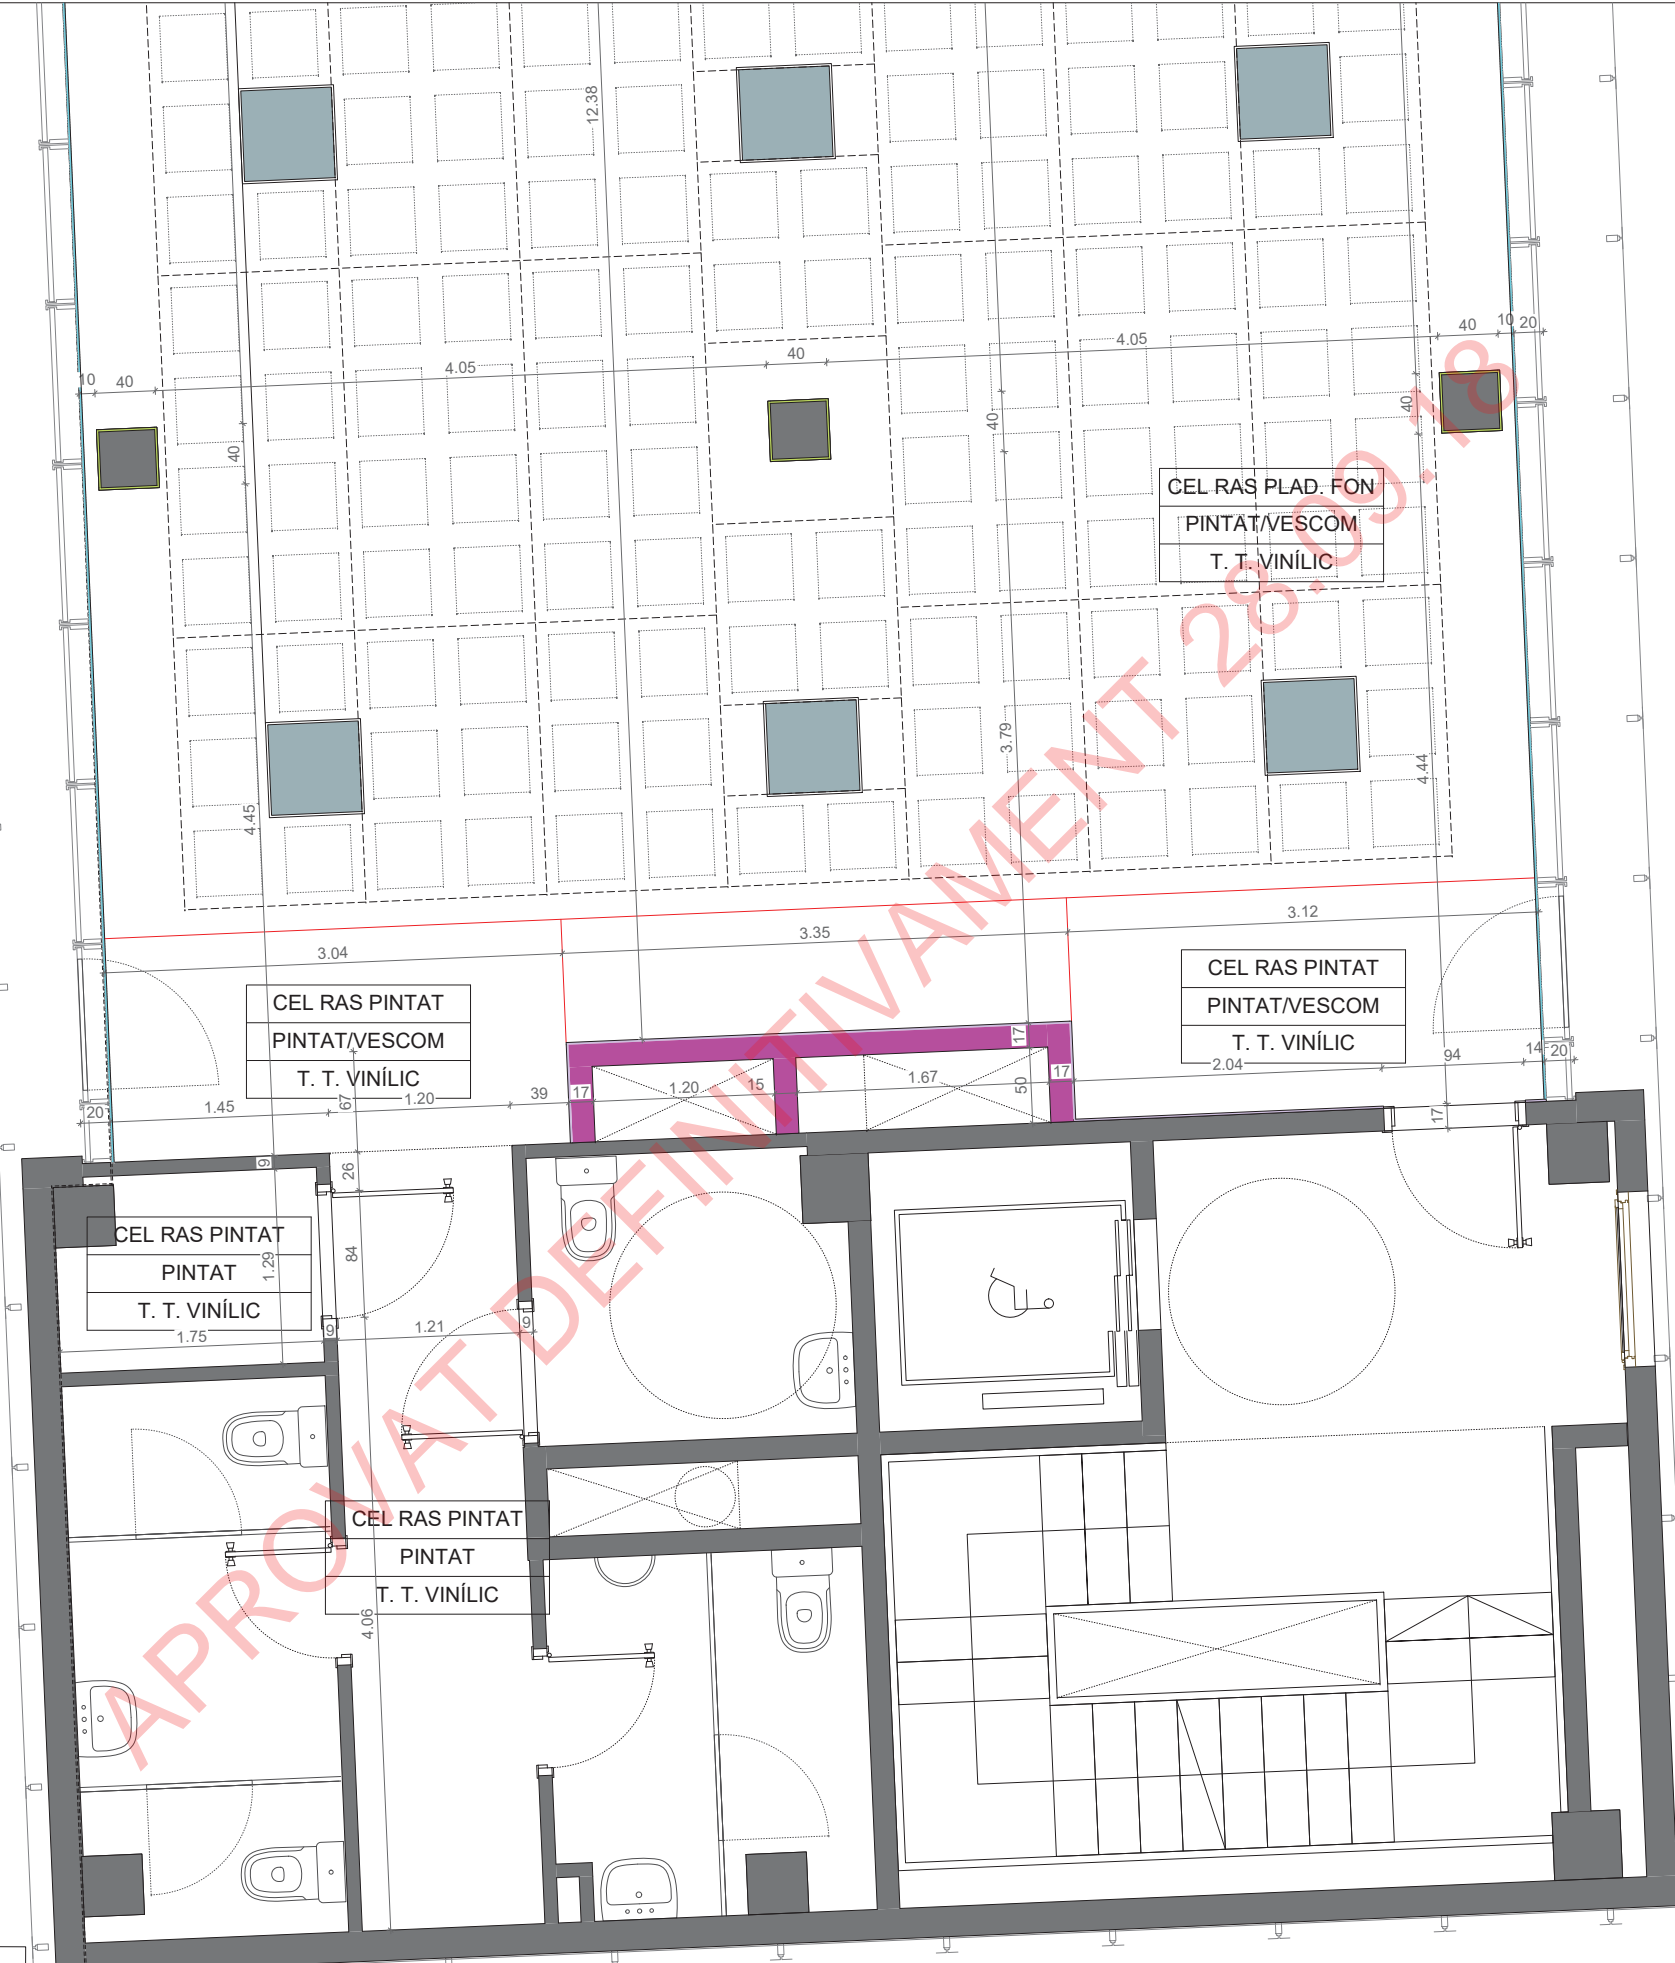 12.38
10 40 4.05 40 4.05 40 10 20
40
40
40
CEL RAS PLAD. FON
PINTAT/VESCOM
T. T. VINÍLIC
3.79
4.44
4.45
3.04
3.35
3.12
CEL RAS PINTAT
PINTAT/VESCOM
T. T. VINÍLIC
CEL RAS PINTAT
PINTAT/VESCOM
T. T. VINÍLIC
20 1.45 67 1.20 39 17 1.20 15 1.67 50 17 17 2.04 94 14 20
17
9
26
CEL RAS PINTAT
PINTAT
T. T. VINÍLIC
1.29
84
1.75 9 1.21 9
CEL RAS PINTAT
PINTAT
T. T. VINÍLIC
4.06
APROVAT DEFINITIVAMENT 28.09.18